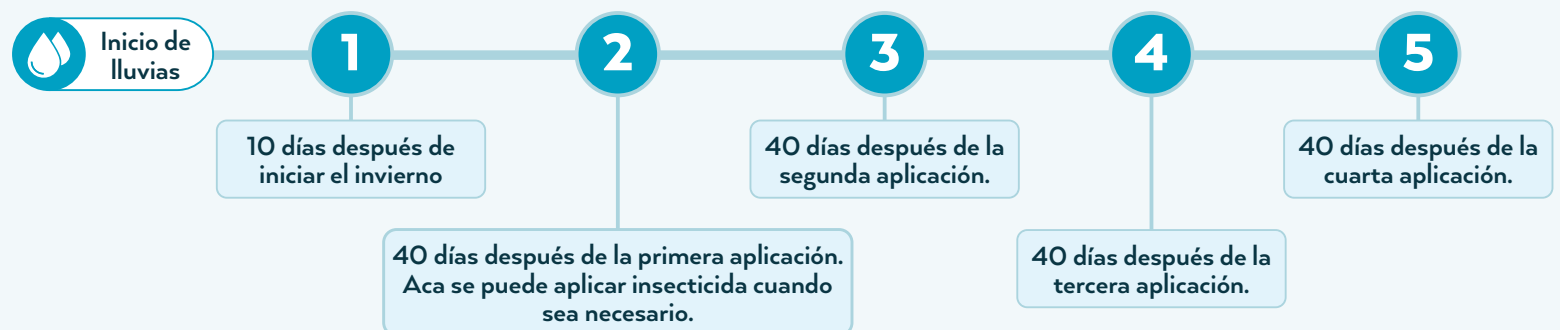 Inicio de
lluvias
1
2
3
4
5
10 días después de
iniciar el invierno
40 días después de la primera aplicación.
Aca se puede aplicar insecticida cuando
sea necesario.
40 días después de la
segunda aplicación.
40 días después de la
tercera aplicación.
40 días después de la
cuarta aplicación.